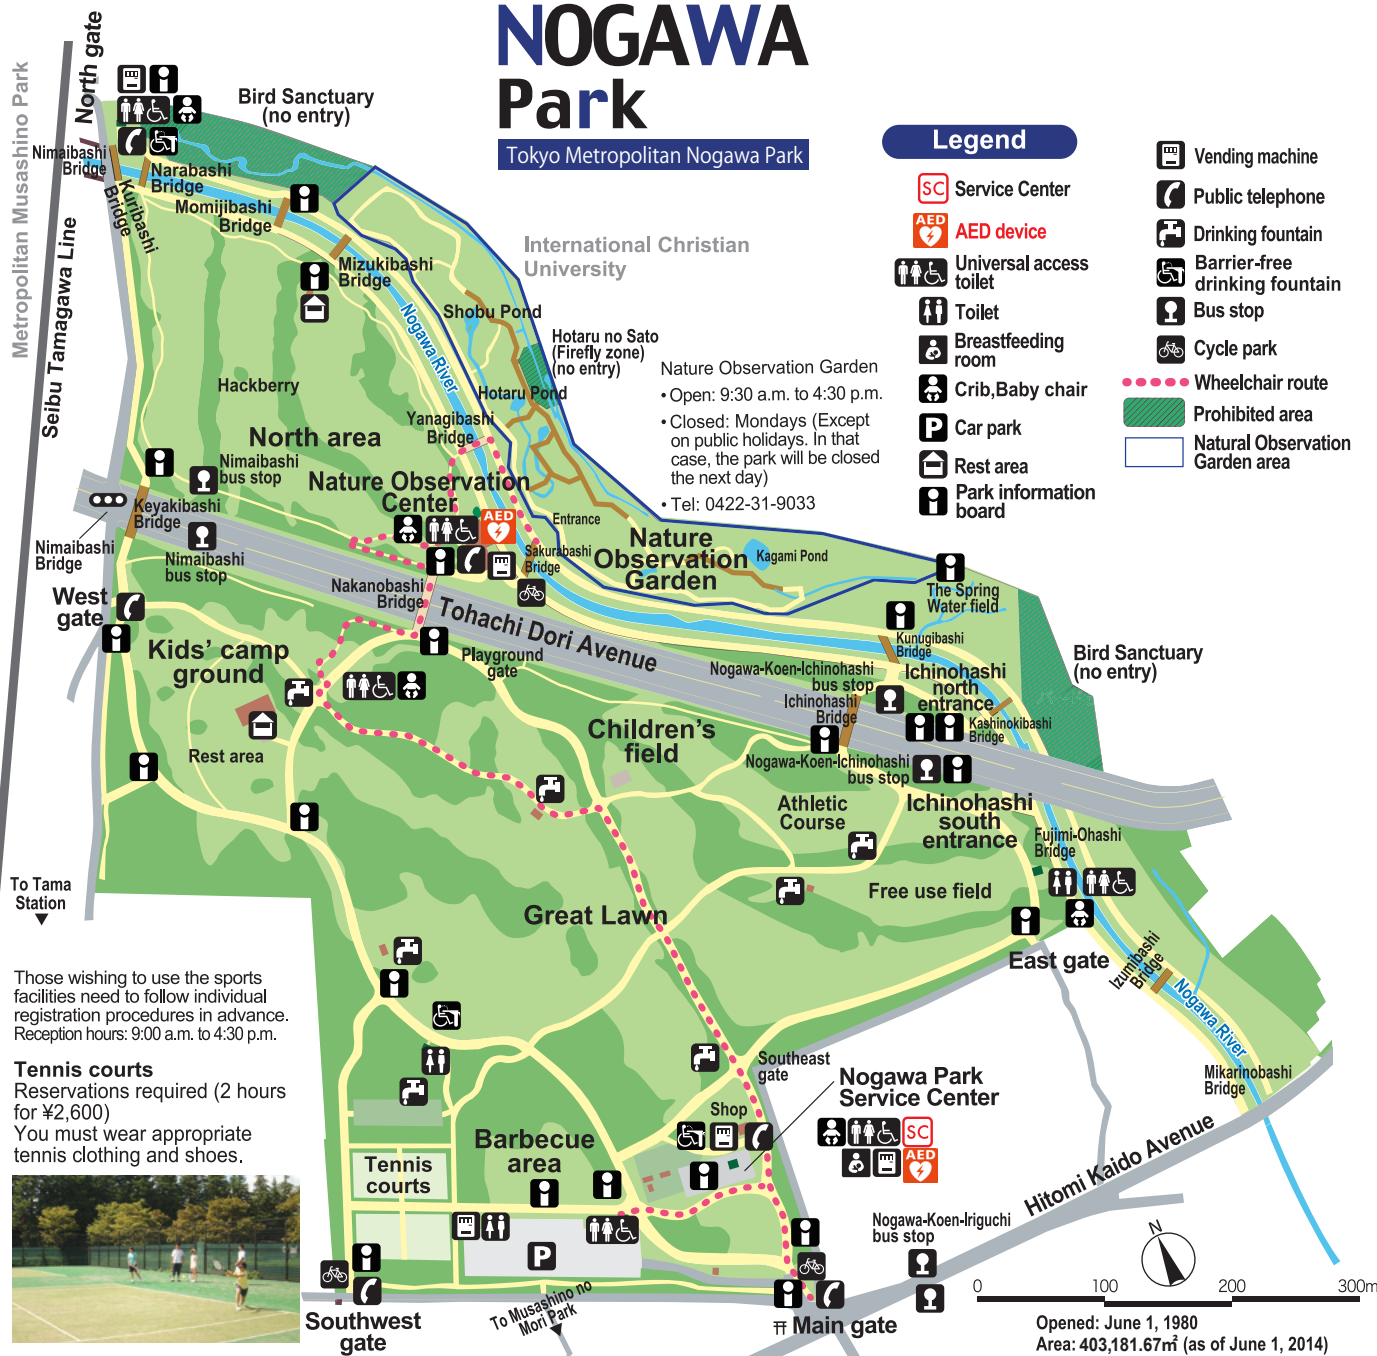 NOGAWA
Park
Tokyo Metropolitan Nogawa Park
Legend
SC Service Center
AED AED device
Universal access
toilet
Toilet
Breastfeeding
room
Crib,Baby chair
P Car park
Rest area
Park information
board
Vending machine
Public telephone
Drinking fountain
Barrier-free
drinking fountain
Bus stop
Cycle park
Wheelchair route
Prohibited area
Natural Observation
Garden area
Metropolitan Musashino Park
Seibu Tamagawa Line
North gate
Bird Sanctuary
(no entry)
Nimaibashi
Bridge
Narabashi
Bridge
Kuribashi
Bridge
Momijibashi
Bridge
Mizukibashi
Bridge
International Christian
University
Nogawa River
Shobu Pond
Hotaru no Sato
(Firefly zone)
(no entry)
Hotaru Pond
Hackberry
North area
Yanagibashi
Bridge
Nature Observation Garden
• Open: 9:30 a.m. to 4:30 p.m.
• Closed: Mondays (Except
on public holidays. In that
case, the park will be closed
the next day)
• Tel: 0422-31-9033
Nimaibashi
bus stop
Nature Observation
Center
AED
Keyakibashi
Bridge
Nimaibashi
Bridge
Nimaibashi
bus stop
Entrance
Sakurabashi
Bridge
Nature
Observation
Garden
Kagami Pond
The Spring
Water field
Nakanobashi
Bridge
Tohachi Dori Avenue
West
gate
Kids' camp
ground
Rest area
Playground
gate
Kunugibashi
Bridge
Nogawa-Koen-Ichinohashi
bus stop
Ichinohashi
Bridge
Ichinohashi
north
entrance
Kashinokibashi
Bridge
Bird Sanctuary
(no entry)
Children's
field
Nogawa-Koen-Ichinohashi
bus stop
Athletic
Course
Ichinohashi
south
entrance
Fujimi-Ohashi
Bridge
Free use field
Great Lawn
East gate
Izumibashi
Bridge
Nogawa River
Mikarinobashi
Bridge
To Tama
Station
Those wishing to use the sports
facilities need to follow individual
registration procedures in advance.
Reception hours: 9:00 a.m. to 4:30 p.m.
Tennis courts
Reservations required (2 hours
for ¥2,600)
You must wear appropriate
tennis clothing and shoes.
Southeast
gate
Nogawa Park
Service Center
SC
AED
Shop
Barbecue
area
Tennis
courts
P
Hitomi Kaido Avenue
Nogawa-Koen-Iriguchi
bus stop
Southwest
gate
To Musashino no
Mori Park
Main gate
N
0 100 200 300m
Opened: June 1, 1980
Area: 403,181.67㎡ (as of June 1, 2014)